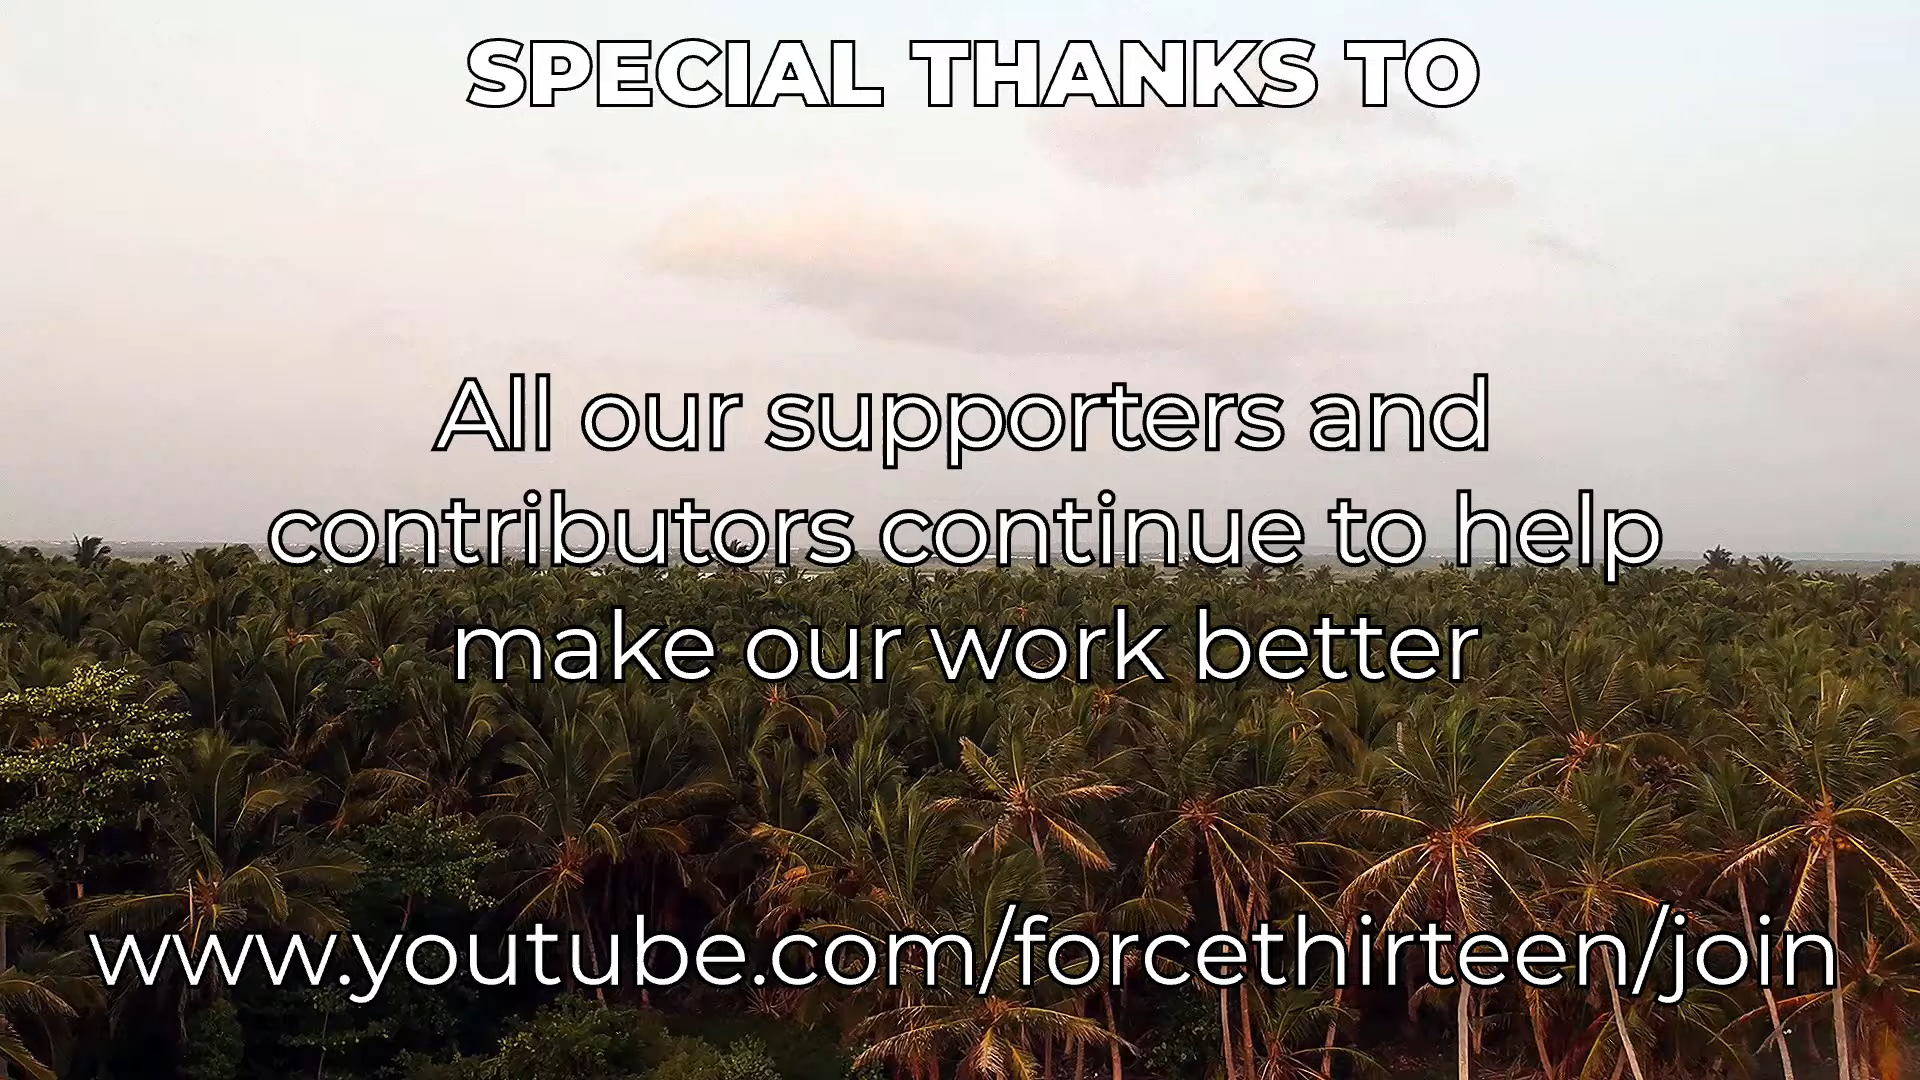 SPECIAL THANKS TO
All our supporters and
contributors continue to help
make our work better
www.youtube.com/forcethirteen/join